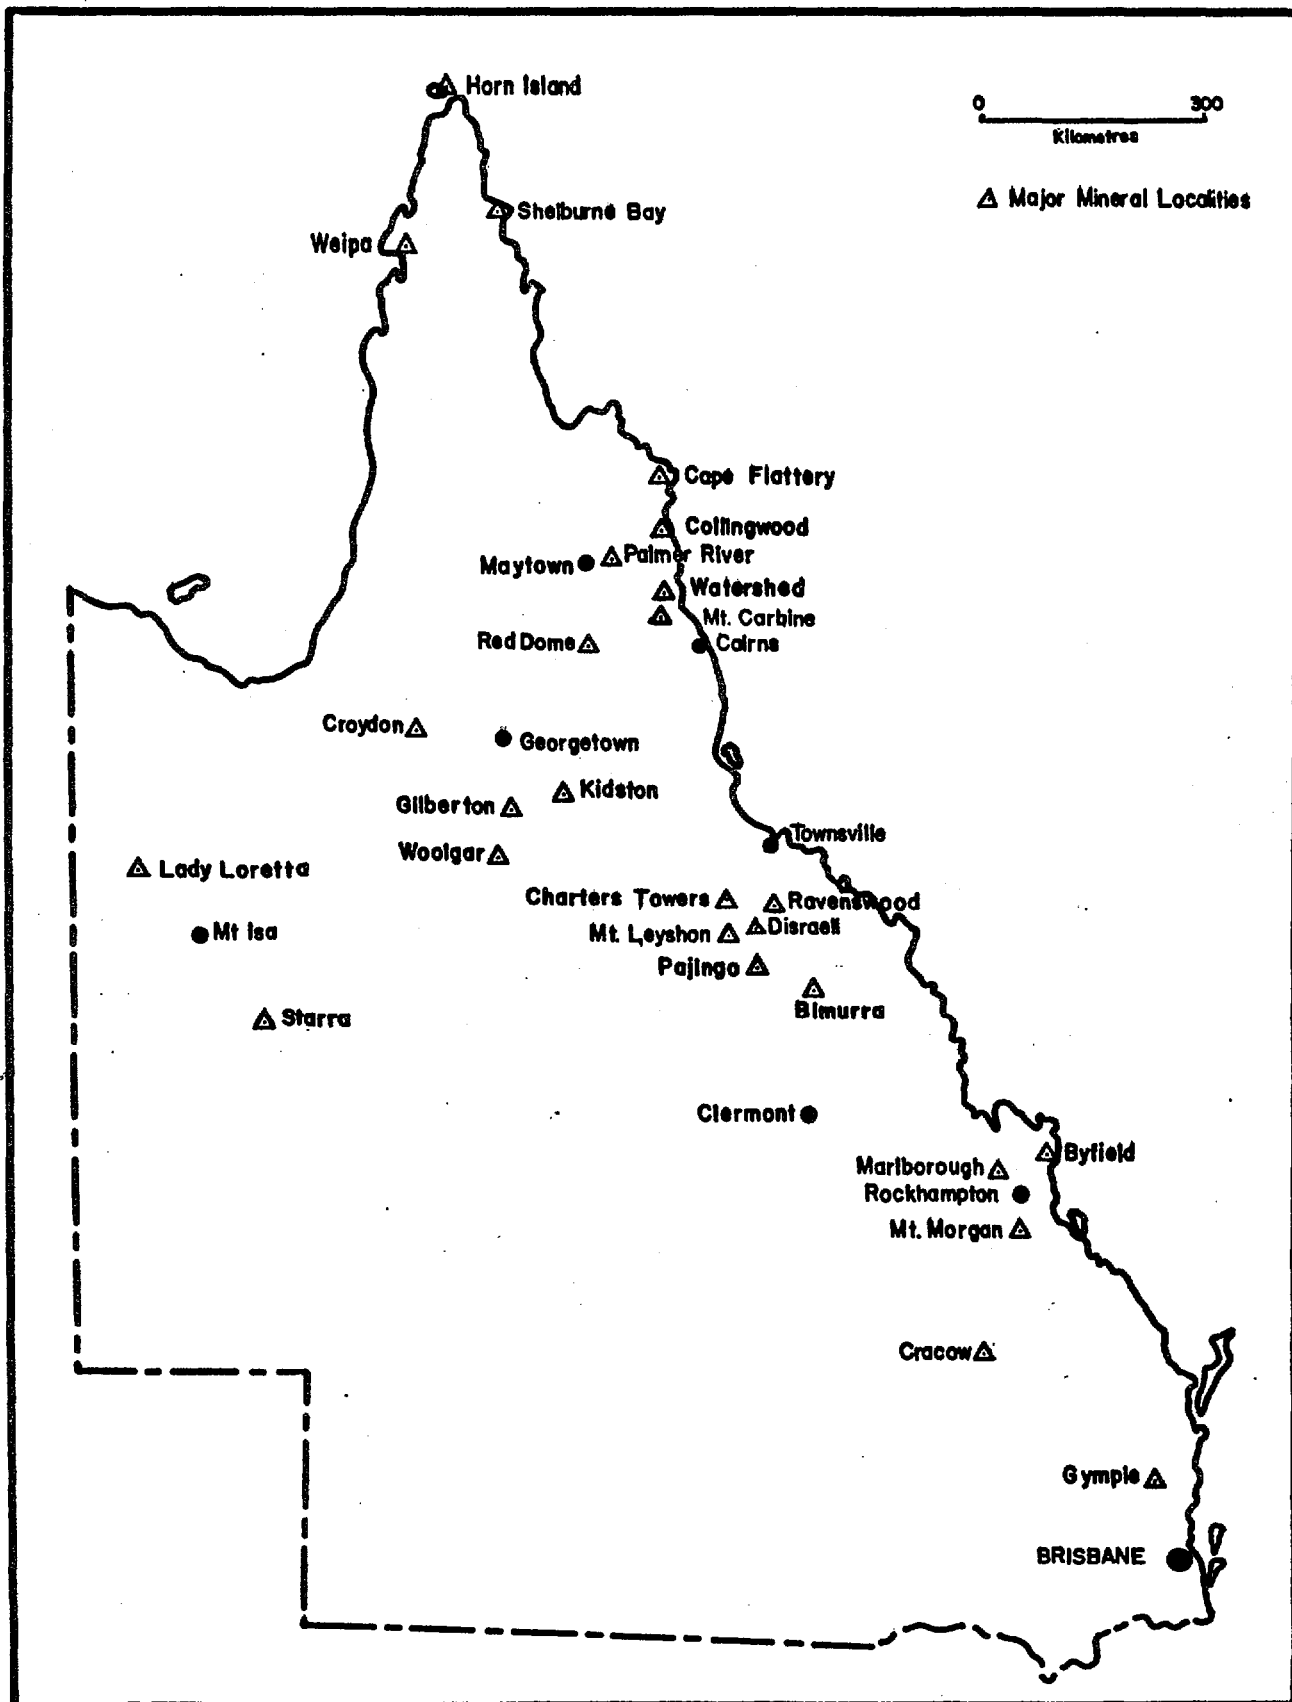 Horn Island
0 300
Kilometres
Major Mineral Localities
Shelburne Bay
Weipa
Cape Flattery
Collingwood
Palmer River
Maytown
Watershed
Mt. Carbine
Red Dome
Cairns
Croydon
Georgetown
Kidston
Gilberton
Townsville
Woolgar
Lady Loretta
Charters Towers
Ravenswood
Disraeli
Mt Isa
Mt. Leyshon
Pajingo
Bimurra
Starra
Clermont
Byfield
Marlborough
Rockhampton
Mt. Morgan
Cracow
Gympie
BRISBANE